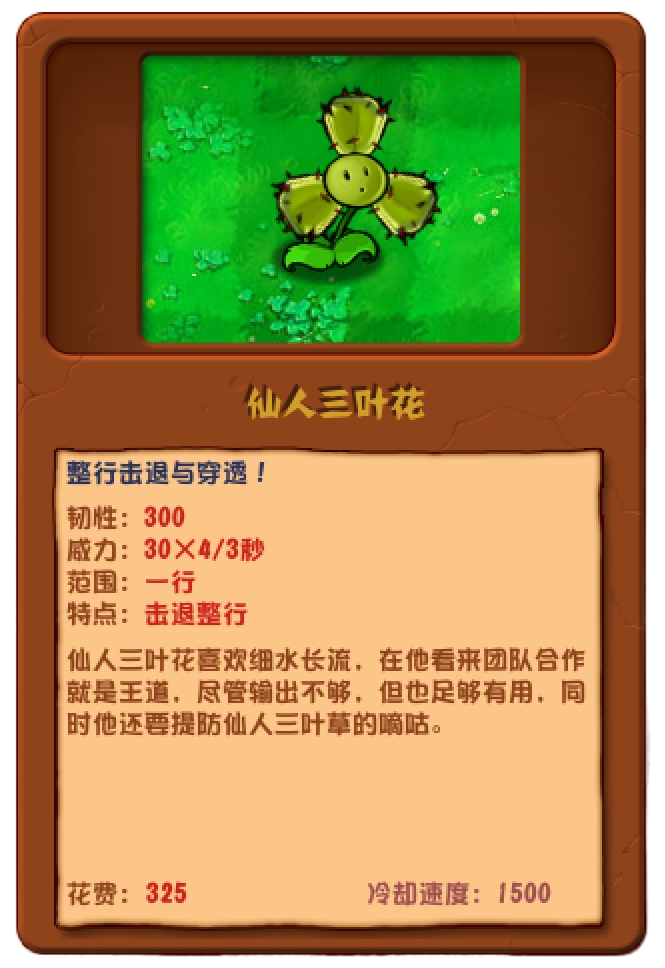 仙人三叶花
整行击退与穿透！
韧性：300
威力：30×4/3秒
范围：一行
特点：击退整行
仙人三叶花喜欢细水长流，在他看来团队合作
就是王道，尽管输出不够，但也足够有用，同
时他还要提防仙人三叶草的嘀咕。
花费：325 冷却速度：1500